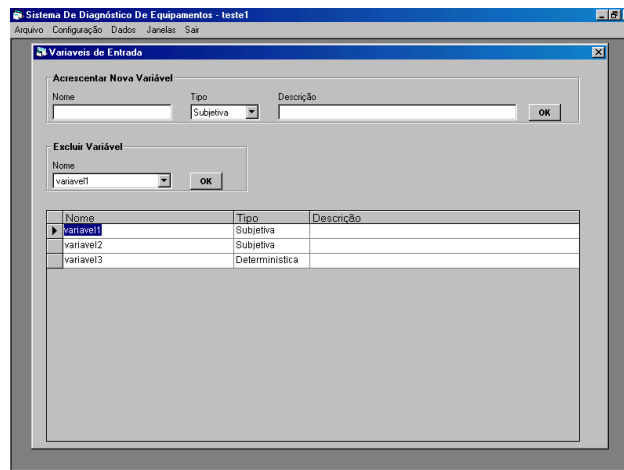 Sistema De Diagnóstico De Equipamentos - teste1
Arquivo Configuração Dados Janelas Sair
Variaveis de Entrada
Acrescentar Nova Variável
Nome Tipo Descrição
Subjetiva OK
Excluir Variável
Nome
variavel1 OK
Nome Tipo Descrição
variavel1 Subjetiva
variavel2 Subjetiva
variavel3 Deterministica